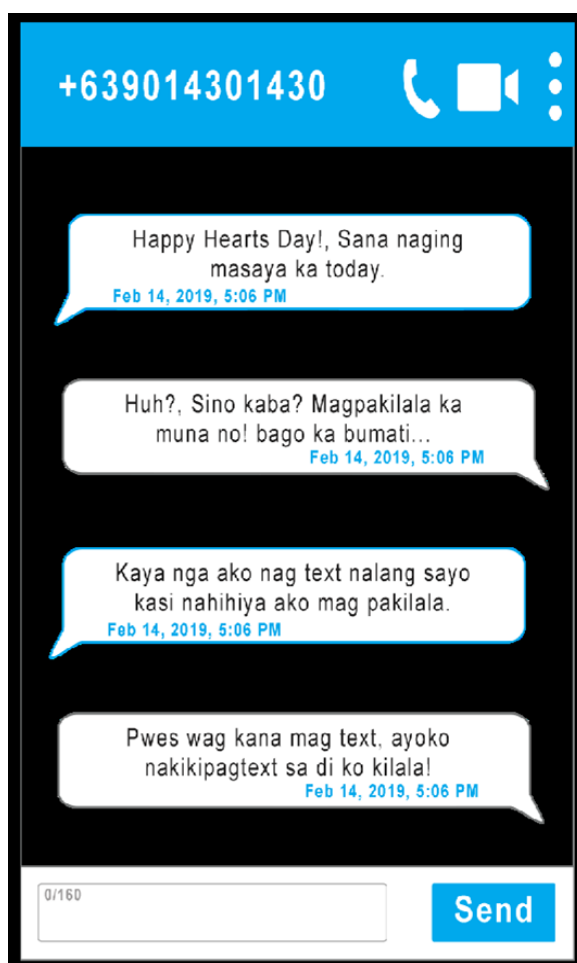 +639014301430
Happy Hearts Day!, Sana naging
masaya ka today.
Feb 14, 2019, 5:06 PM
Huh?, Sino kaba? Magpakilala ka
muna no! bago ka bumati...
Feb 14, 2019, 5:06 PM
Kaya nga ako nag text nalang sayo
kasi nahihiya ako mag pakilala.
Feb 14, 2019, 5:06 PM
Pwes wag kana mag text, ayoko
nakikipagtext sa di ko kilala!
Feb 14, 2019, 5:06 PM
0/160
Send